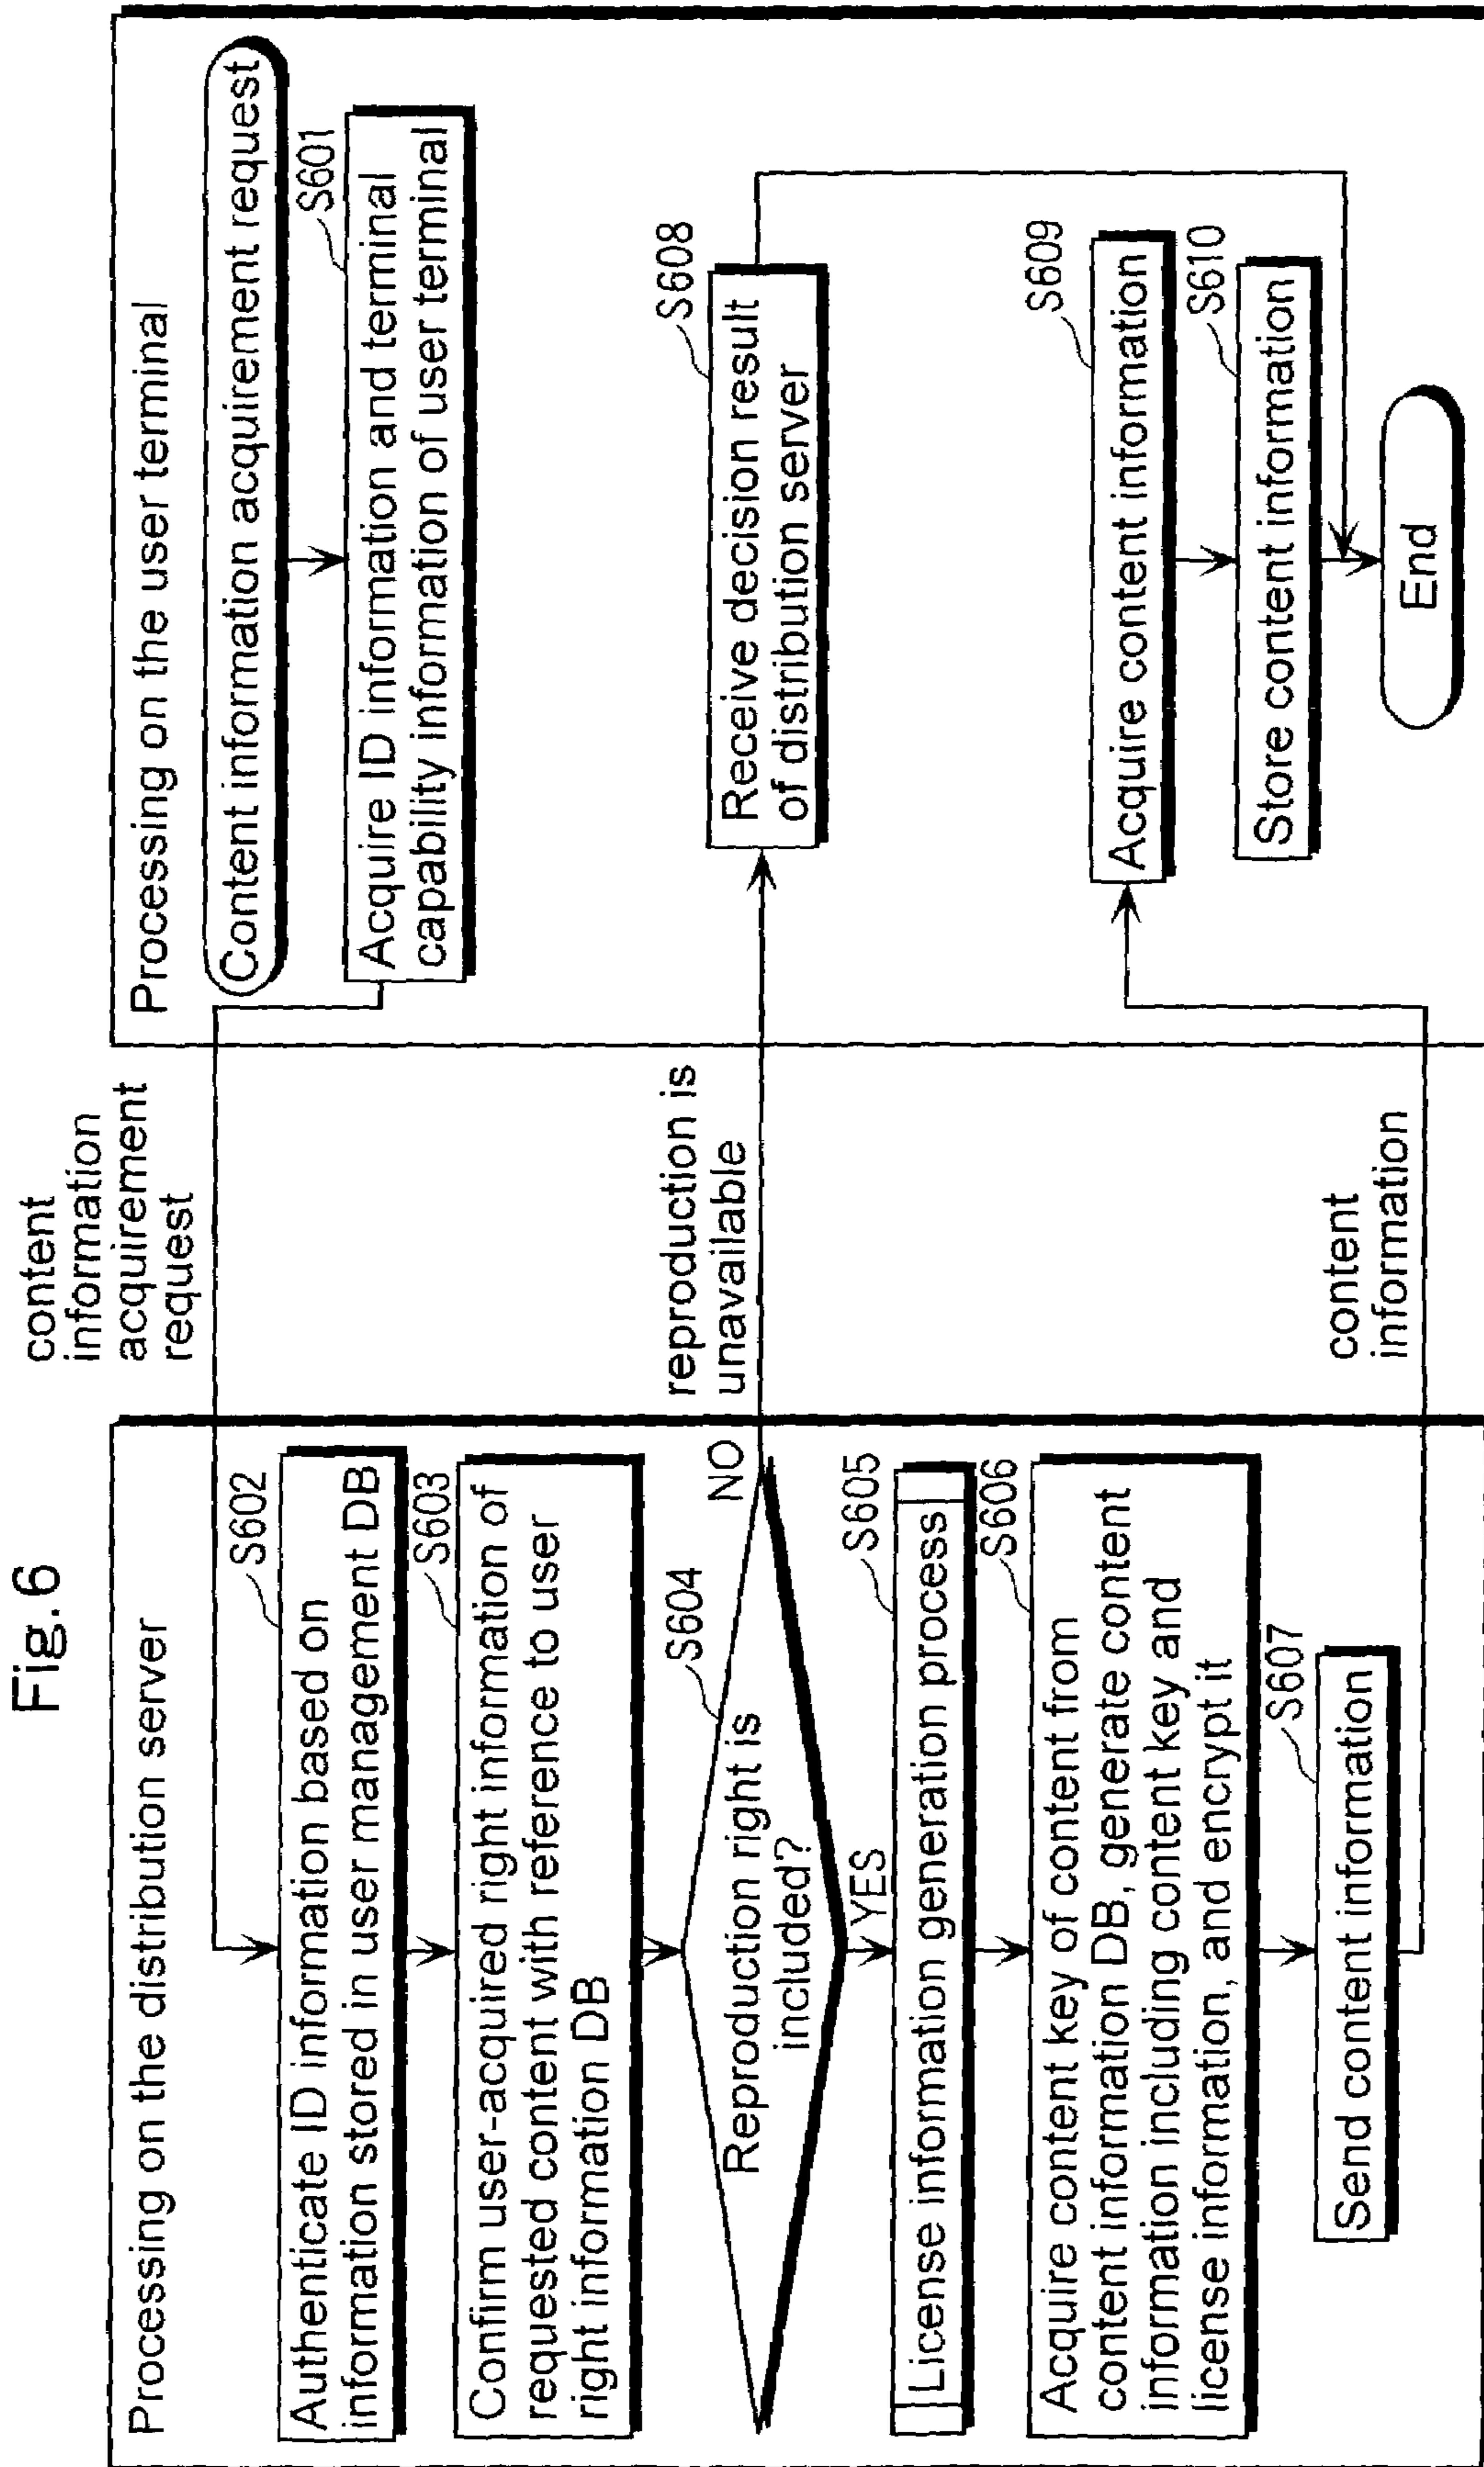 Fig.6
Processing on the distribution server
S602
Authenticate ID information based on
information stored in user management DB
S603
Confirm user-acquired right information of
requested content with reference to user
right information DB
S604
Reproduction right is
included?
NO
YES
S605
License information generation process
S606
Acquire content key of content from
content information DB, generate content
information including content key and
license information, and encrypt it
S607
Send content information
content
information
acquirement
request
reproduction is
unavailable
content
information
Processing on the user terminal
Content information acquirement request
S601
Acquire ID information and terminal
capability information of user terminal
S608
Receive decision result
of distribution server
S609
Acquire content information
S610
Store content information
End